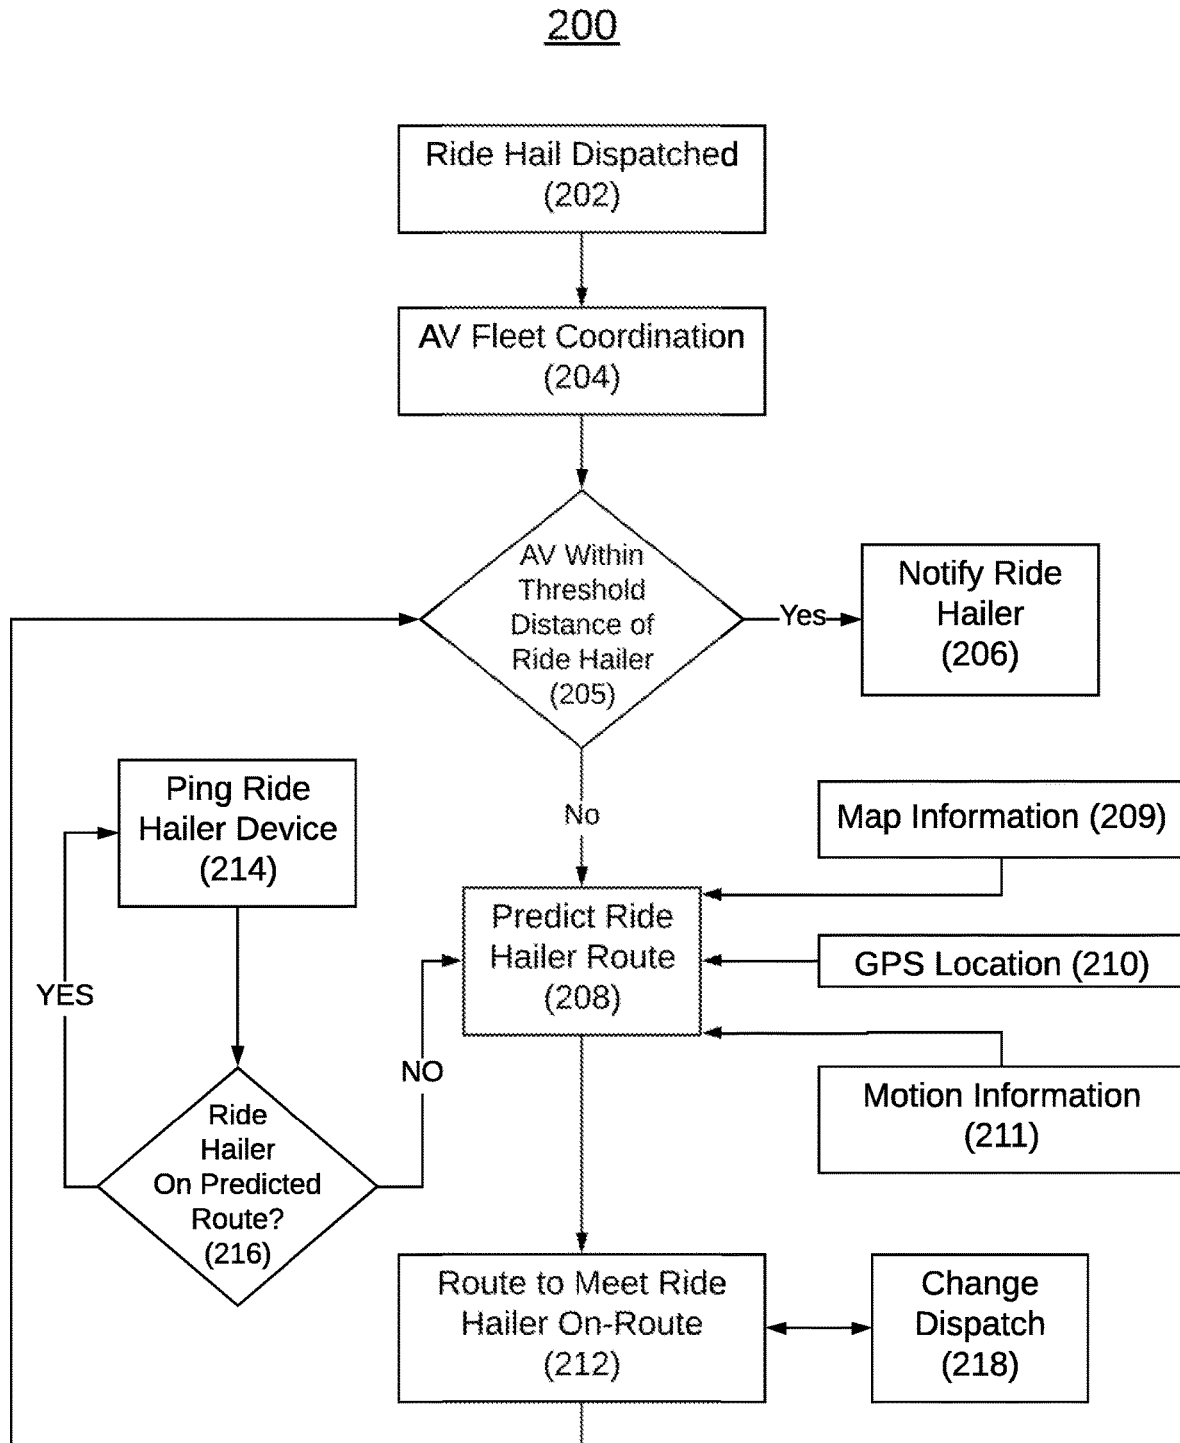 200
Ride Hail Dispatched
(202)
AV Fleet Coordination
(204)
AV Within
Threshold
Distance of
Ride Hailer
(205)
Yes
Notify Ride
Hailer
(206)
No
Ping Ride
Hailer Device
(214)
Map Information (209)
Predict Ride
Hailer Route
(208)
GPS Location (210)
YES
NO
Motion Information
(211)
Ride
Hailer
On Predicted
Route?
(216)
Route to Meet Ride
Hailer On-Route
(212)
Change
Dispatch
(218)